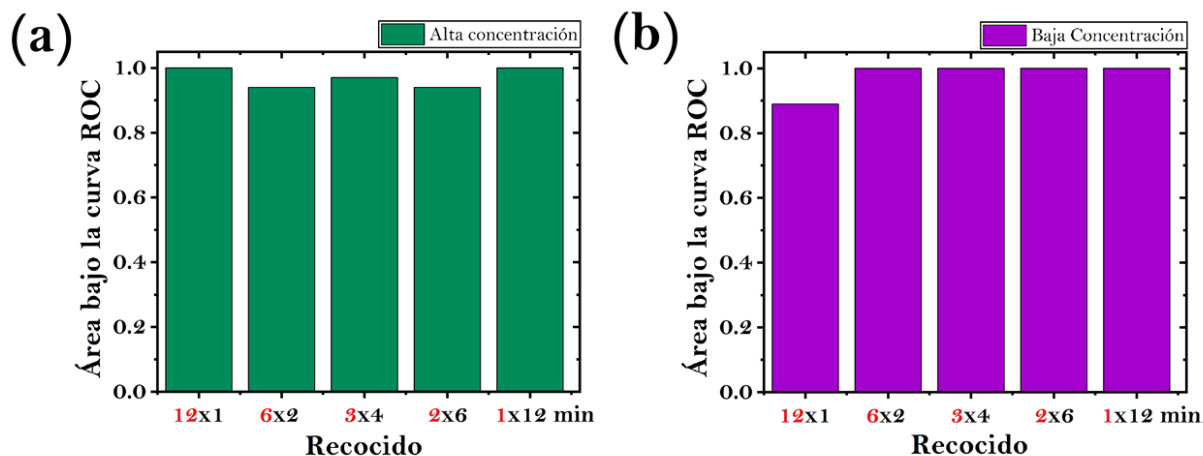 (a)
Alta concentración
Área bajo la curva ROC
1.0
0.8
0.6
0.4
0.2
0.0
12x1 6x2 3x4 2x6 1x12 min
Recocido
(b)
Baja Concentración
Área bajo la curva ROC
1.0
0.8
0.6
0.4
0.2
0.0
12x1 6x2 3x4 2x6 1x12 min
Recocido